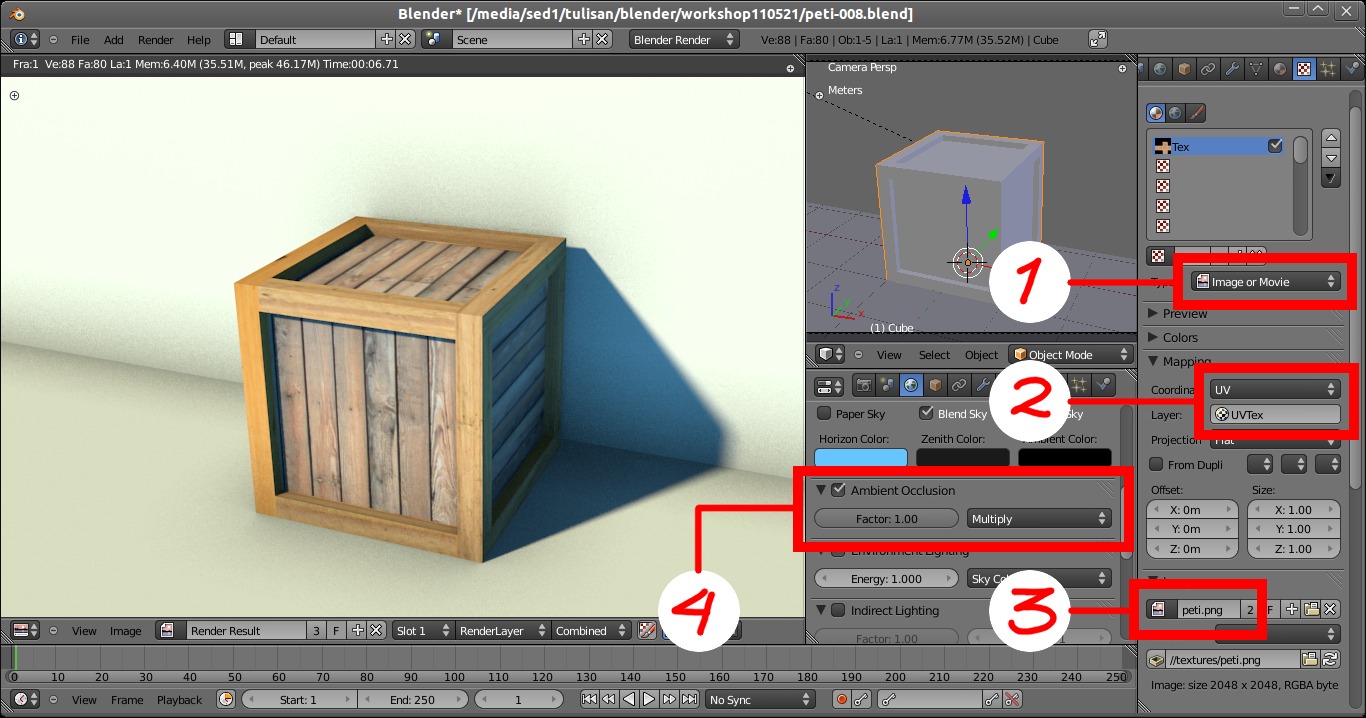 Blender* [/media/sed1/tulisan/blender/workshop110521/peti-008.blend]
File Add Render Help Default Scene Blender Render Ve:88 | Fa:80 | Ob:1-5 | La:1 | Mem:6.77M (35.52M) | Cube
Fra:1 Ve:88 Fa:80 La:1 Mem:6.40M (35.51M, peak 46.17M) Time:00:06.71
Camera Persp
Meters
z
y
x
(1) Cube
View Select Object Object Mode
Paper Sky Blend Sky Sky
Horizon Color: Zenith Color: Ambient Color:
Ambient Occlusion
Factor: 1.00 Multiply
Environment Lighting
Energy: 1.000 Sky Co
Indirect Lighting
Factor: 1.00
Tex
1
Image or Movie
Preview
Colors
Mapping
2
Coordina UV
Layer: UVTex
Projection Flat
From Dupli
Offset: Size:
X: 0m X: 1.00
Y: 0m Y: 1.00
Z: 0m Z: 1.00
3
peti.png 2 F
//textures/peti.png
Image: size 2048 x 2048, RGBA byte
4
View Image Render Result 3 F Slot 1 RenderLayer Combined
0 10 20 30 40 50 60 70 80 90 100 110 120 130 140 150 160 170 180 190 200 210 220 230 240 250
View Frame Playback Start: 1 End: 250 1 No Sync